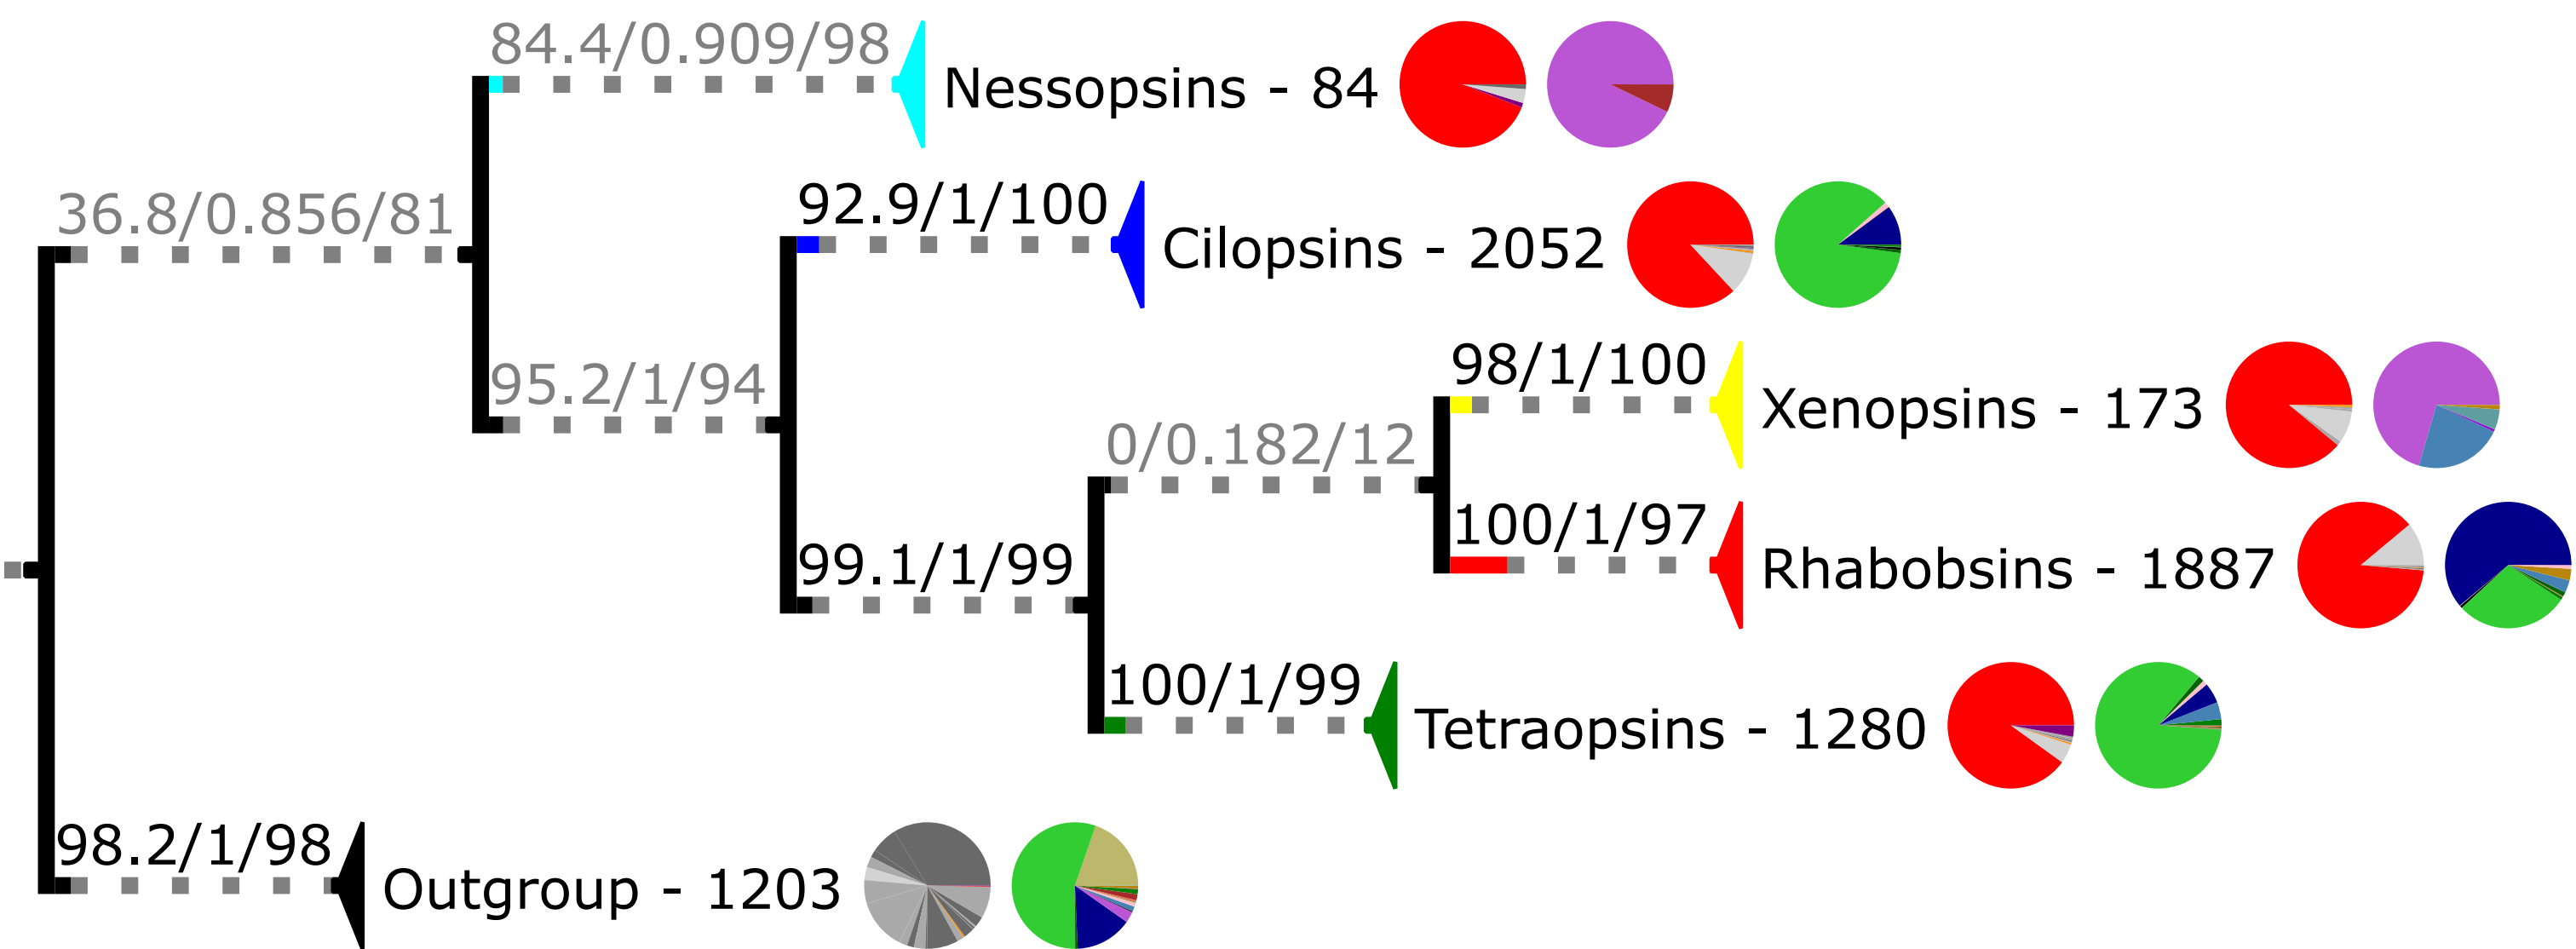 84.4/0.909/98
Nessopsins - 84
36.8/0.856/81
92.9/1/100
Cilopsins - 2052
95.2/1/94
98/1/100
Xenopsins - 173
0/0.182/12
100/1/97
Rhabobsins - 1887
99.1/1/99
100/1/99
Tetraopsins - 1280
98.2/1/98
Outgroup - 1203